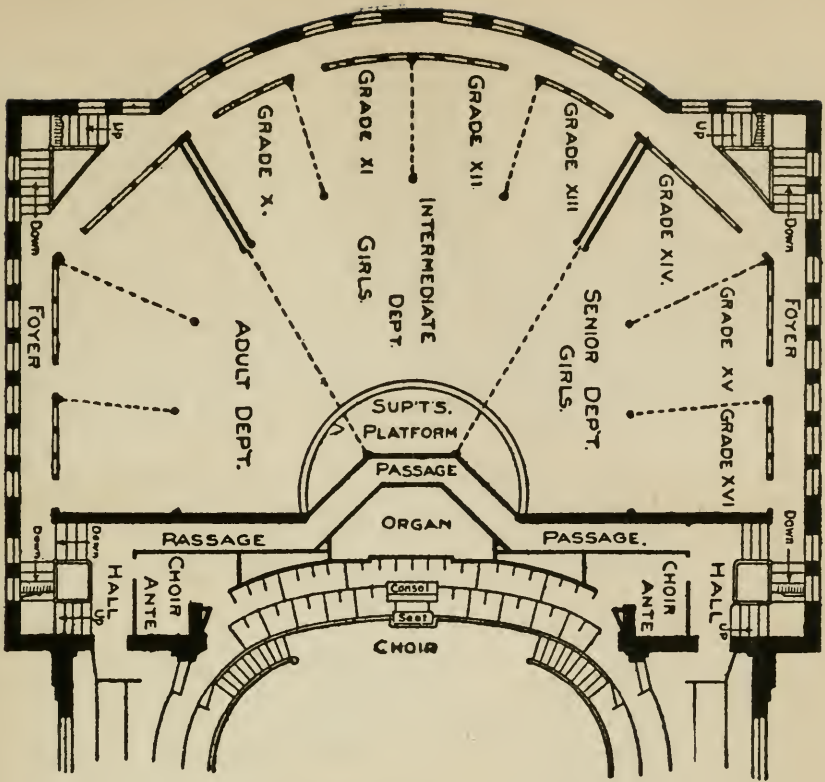 UP
UP
GRADE X.
GRADE XI
GRADE XII.
GRADE XIII
GRADE XIV.
GRADE XV
GRADE XVI
Down
Down
FOYER
FOYER
INTERMEDIATE
DEPT.
GIRLS.
ADULT DEPT.
SENIOR DEP'T.
GIRLS.
SUP'T'S.
PLATFORM
PASSAGE
ORGAN
RASSAGE
PASSAGE.
Down
Down
Down
HALL
CHOIR
ANTE
CHOIR
ANTE
HALL
UP
UP
Consol
Seat
CHOIR